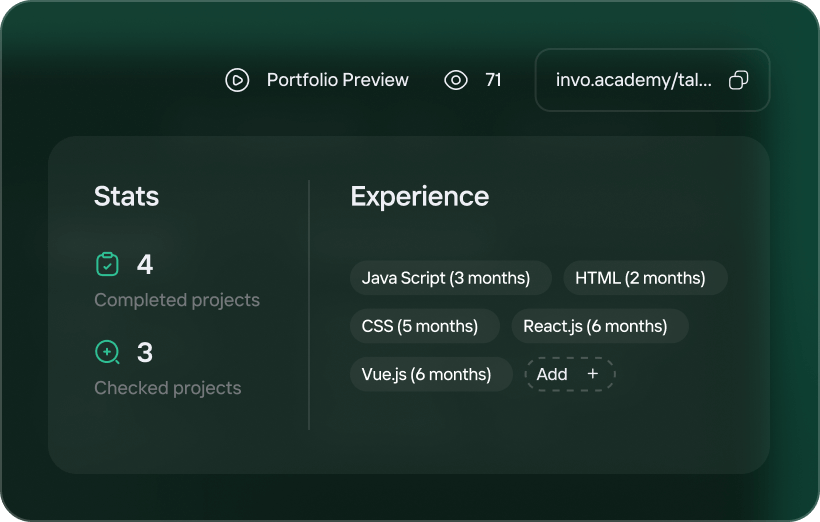 Portfolio Preview 71 invo.academy/tal...
Stats
4
Completed projects
3
Checked projects
Experience
Java Script (3 months) HTML (2 months)
CSS (5 months) React.js (6 months)
Vue.js (6 months) Add +